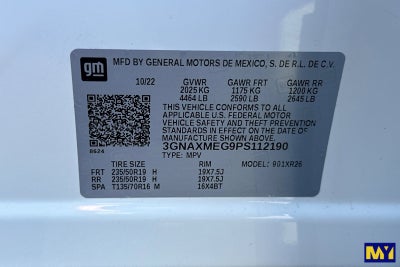 gm
MFD BY GENERAL MOTORS DE MEXICO, S. DE R.L. DE C.V.
10/22 GVWR GAWR FRT GAWR RR
2025 KG 1175 KG 1200 KG
4464 LB 2590 LB 2645 LB
THIS VEHICLE CONFORMS TO ALL
APPLICABLE U.S. FEDERAL MOTOR
VEHICLE SAFETY AND THEFT PREVENTION
STANDARDS IN EFFECT ON THE DATE OF
MANUFACTURE SHOWN ABOVE.
3GNAXMEG9PS112190
8624 TYPE: MPV MODEL: 901XR26
TIRE SIZE RIM
FRT 235/50R19 H 19X7.5J
RR 235/50R19 H 19X7.5J
SPA T135/70R16 M 16X4BT
MY